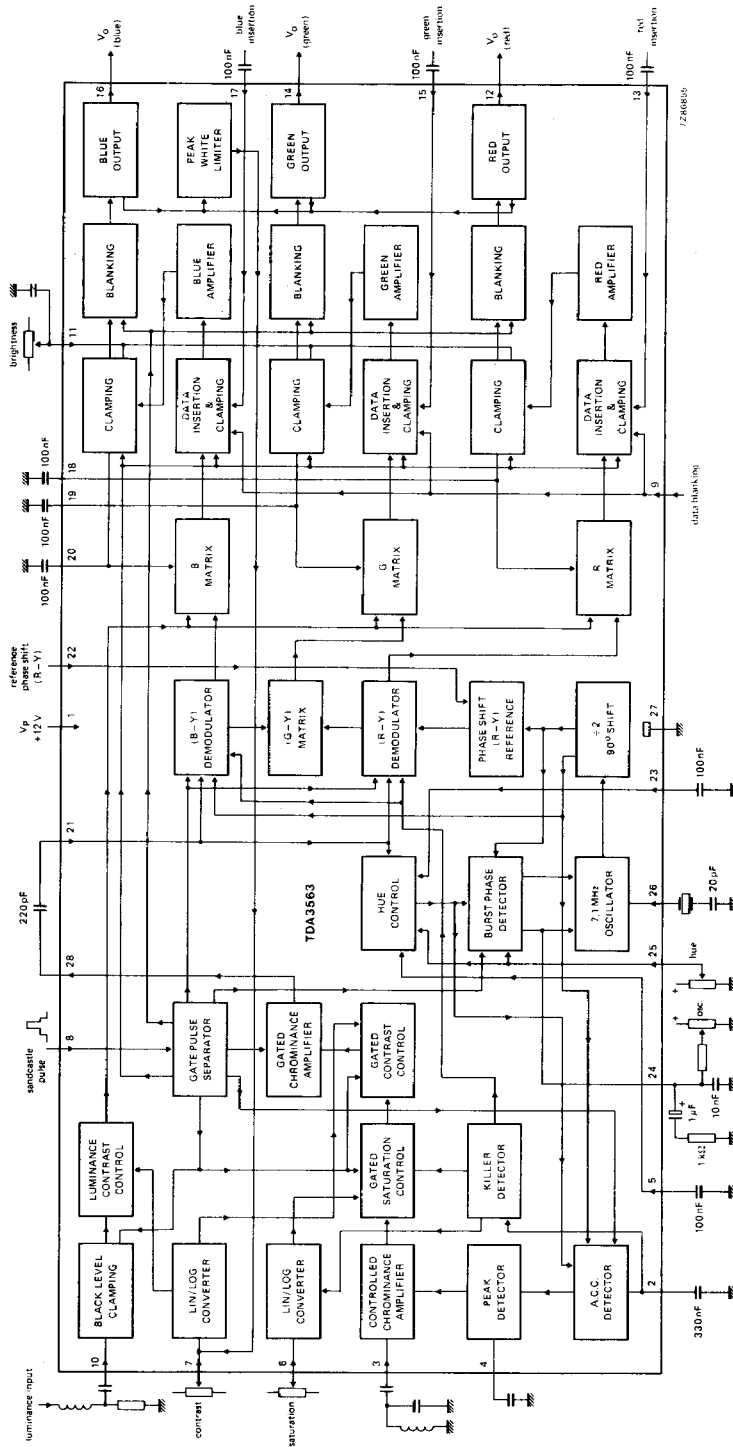 luminance input
10
BLACK LEVEL
CLAMPING
LUMINANCE
CONTRAST
CONTROL
contrast
7
LIN/LOG
CONVERTER
saturation
6
LIN/LOG
CONVERTER
3
CONTROLLED
CHROMINANCE
AMPLIFIER
4
PEAK
DETECTOR
A.C.C.
DETECTOR
2
330 nF
GATED
SATURATION
CONTROL
KILLER
DETECTOR
5
100 nF
sandcastle
pulse
8
GATE PULSE
SEPARATOR
GATED
CHROMINANCE
AMPLIFIER
GATED
CONTRAST
CONTROL
28
220 pF
21
24
1 kΩ
1 µF
+
10 nF
+
osc
+
hue
25
TDA3563
HUE
CONTROL
BURST PHASE
DETECTOR
7,1 MHz
OSCILLATOR
26
20 µF
23
100 nF
27
Vp
+12 V
1
reference
phase shift
(R-Y)
22
(B-Y)
DEMODULATOR
(G-Y)
MATRIX
(R-Y)
DEMODULATOR
PHASE SHIFT
(R-Y)
REFERENCE
÷2
90° SHIFT
100 nF
20
100 nF
19
100 nF
18
B
MATRIX
G
MATRIX
R
MATRIX
data blanking
9
brightness
11
CLAMPING
DATA
INSERTION
&
CLAMPING
CLAMPING
DATA
INSERTION
&
CLAMPING
CLAMPING
DATA
INSERTION
&
CLAMPING
BLANKING
BLUE
AMPLIFIER
BLANKING
GREEN
AMPLIFIER
BLANKING
RED
AMPLIFIER
BLUE
OUTPUT
PEAK
WHITE
LIMITER
GREEN
OUTPUT
RED
OUTPUT
16
Vo
(blue)
17
100 nF
blue
insertion
14
Vo
(green)
15
100 nF
green
insertion
12
Vo
(red)
13
100 nF
red
insertion